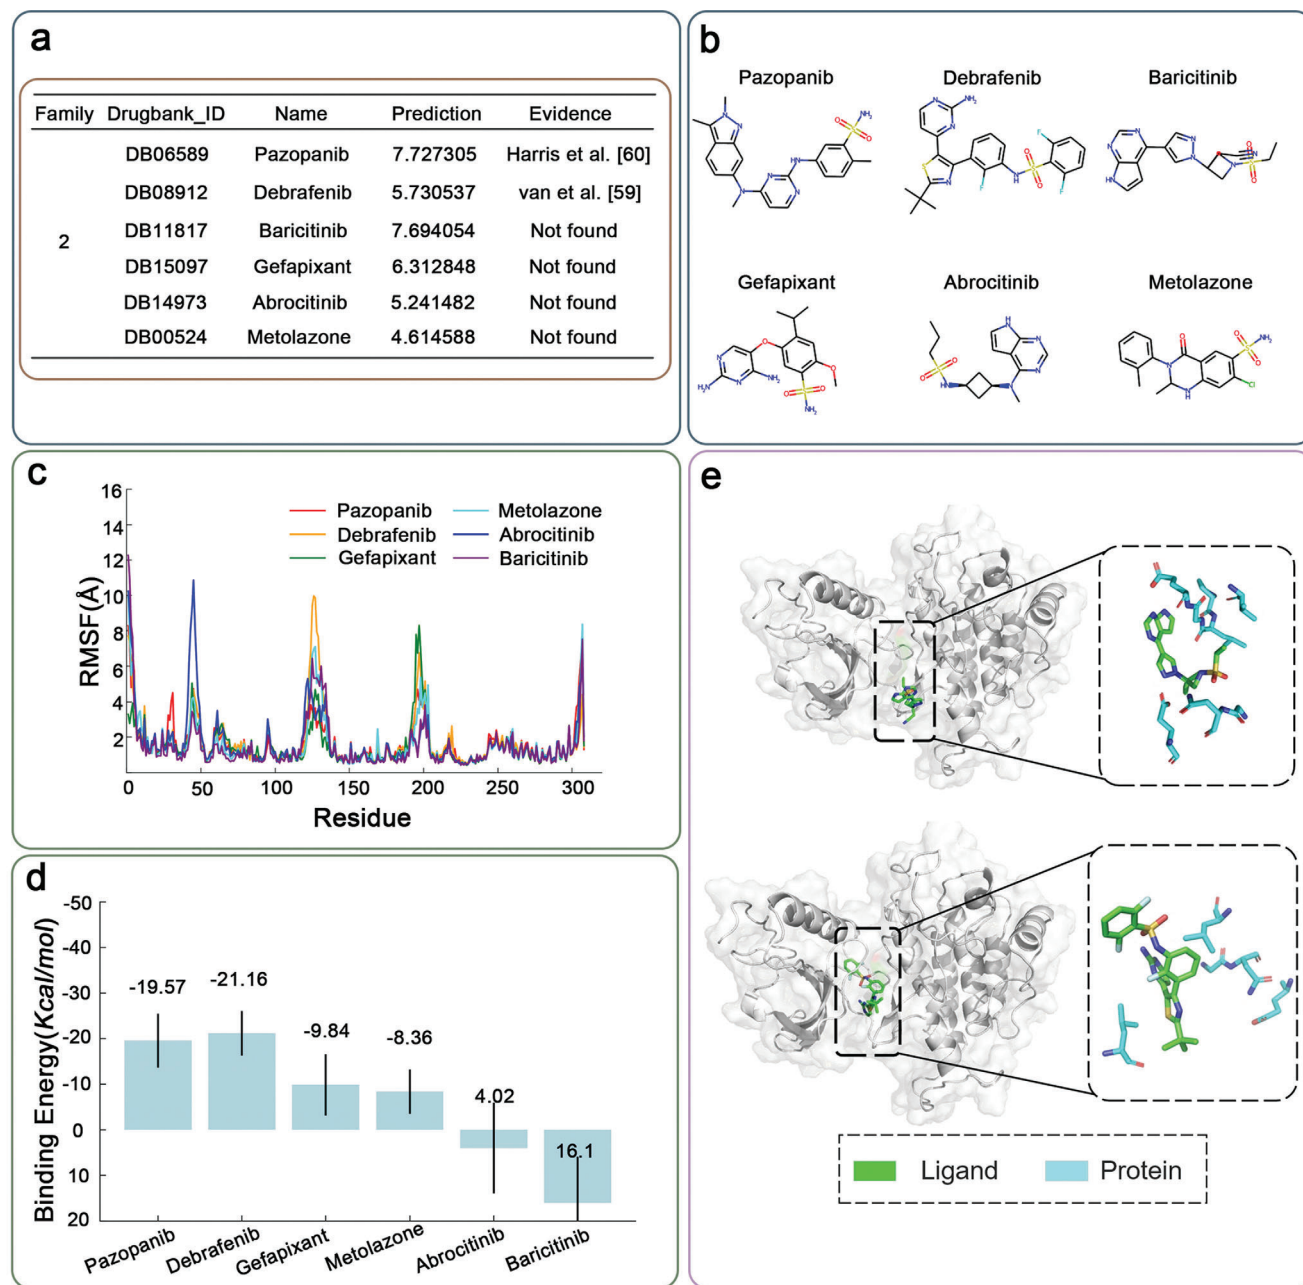 a
Family Drugbank_ID Name Prediction Evidence
2
DB06589 Pazopanib 7.727305 Harris et al. [60]
DB08912 Debrafenib 5.730537 van et al. [59]
DB11817 Baricitinib 7.694054 Not found
DB15097 Gefapixant 6.312848 Not found
DB14973 Abrocitinib 5.241482 Not found
DB00524 Metolazone 4.614588 Not found
b
Pazopanib Debrafenib Baricitinib
Gefapixant Abrocitinib Metolazone
c
RMSF(Å)
16
14
12
10
8
6
4
2
0 50 100 150 200 250 300
Residue
Pazopanib Metolazone
Debrafenib Abrocitinib
Gefapixant Baricitinib
d
Binding Energy(Kcal/mol)
-50
-40
-30
-20
-10
0
10
20
-19.57 -21.16 -9.84 -8.36 4.02 16.1
Pazopanib Debrafenib Gefapixant Metolazone Abrocitinib Baricitinib
e
Ligand Protein